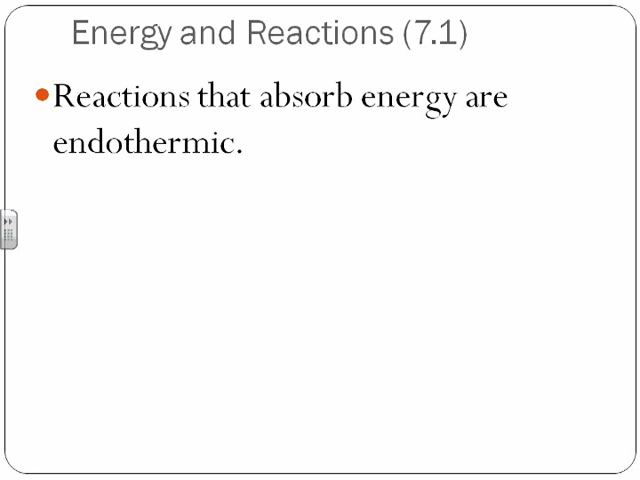 Energy and Reactions (7.1)
Reactions that absorb energy are
endothermic.